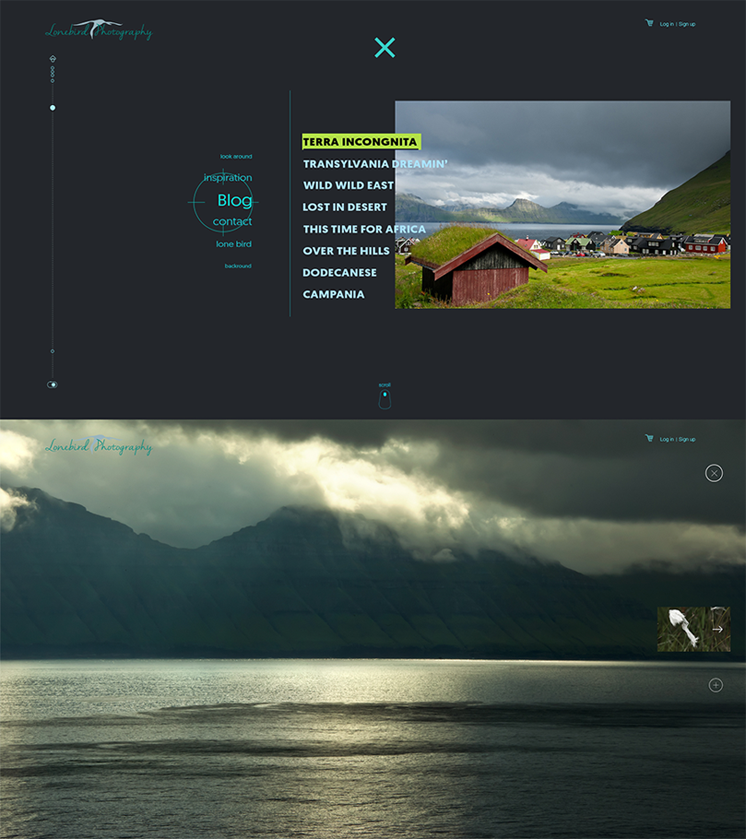 Lonebird Photography
Log in | Sign up
look around
inspiration
Blog
contact
lone bird
backround
TERRA INCONGNITA
TRANSYLVANIA DREAMIN'
WILD WILD EAST
LOST IN DESERT
THIS TIME FOR AFRICA
OVER THE HILLS
DODECANESE
CAMPANIA
scroll
Lonebird Photography
Log in | Sign up